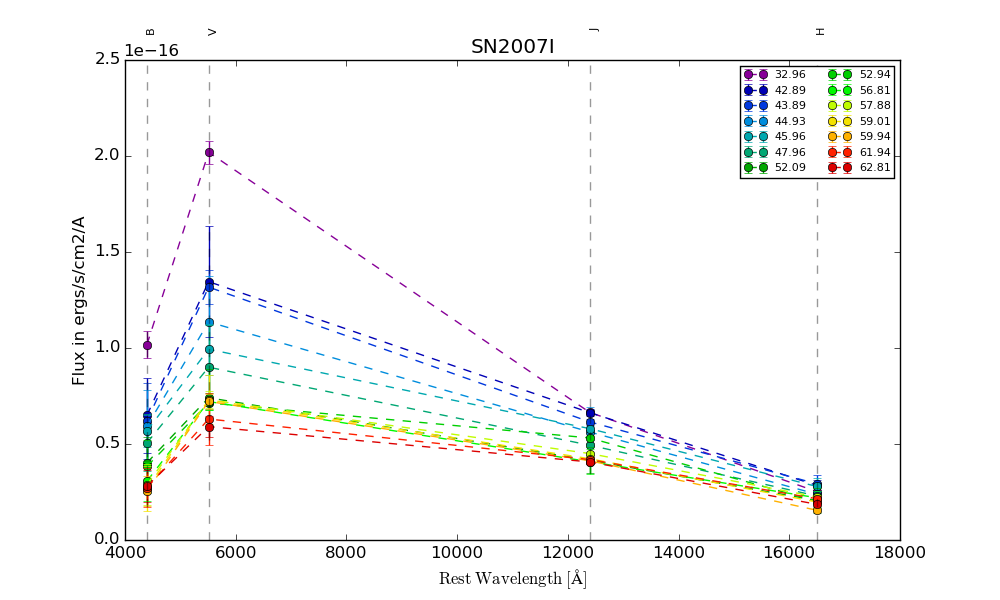 B V J H
SN2007I
1e−16
2.5
2.0
1.5
1.0
0.5
0.0
Flux in ergs/s/cm2/A
32.96 52.94
42.89 56.81
43.89 57.88
44.93 59.01
45.96 59.94
47.96 61.94
52.09 62.81
4000 6000 8000 10000 12000 14000 16000 18000
Rest Wavelength [Å]